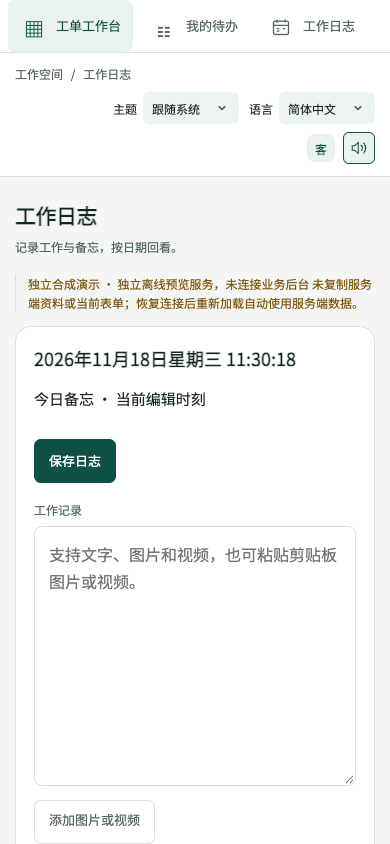 工单工作台
我的待办
工作日志
工作空间 / 工作日志
主题 跟随系统 语言 简体中文
客
工作日志
记录工作与备忘，按日期回看。
独立合成演示 · 独立离线预览服务，未连接业务后台 未复制服务
端资料或当前表单；恢复连接后重新加载自动使用服务端数据。
2026年11月18日星期三 11:30:18
今日备忘 · 当前编辑时刻
保存日志
工作记录
支持文字、图片和视频，也可粘贴剪贴板
图片或视频。
添加图片或视频